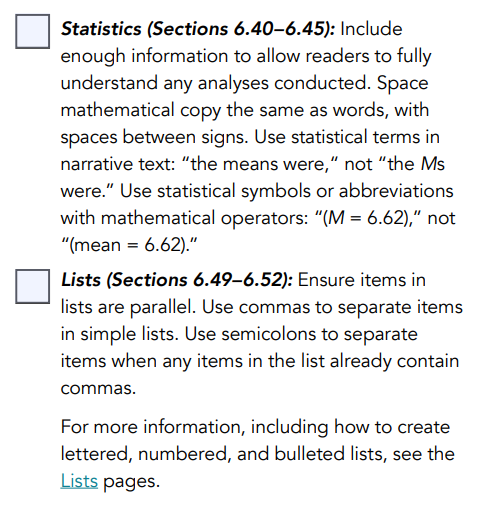 Statistics (Sections 6.40–6.45): Include
enough information to allow readers to fully
understand any analyses conducted. Space
mathematical copy the same as words, with
spaces between signs. Use statistical terms in
narrative text: “the means were,“ not “the Ms
were.” Use statistical symbols or abbreviations
with mathematical operators: “(M = 6.62),” not
“(mean = 6.62).”
Lists (Sections 6.49–6.52): Ensure items in
lists are parallel. Use commas to separate items
in simple lists. Use semicolons to separate
items when any items in the list already contain
commas.
For more information, including how to create
lettered, numbered, and bulleted lists, see the
Lists pages.